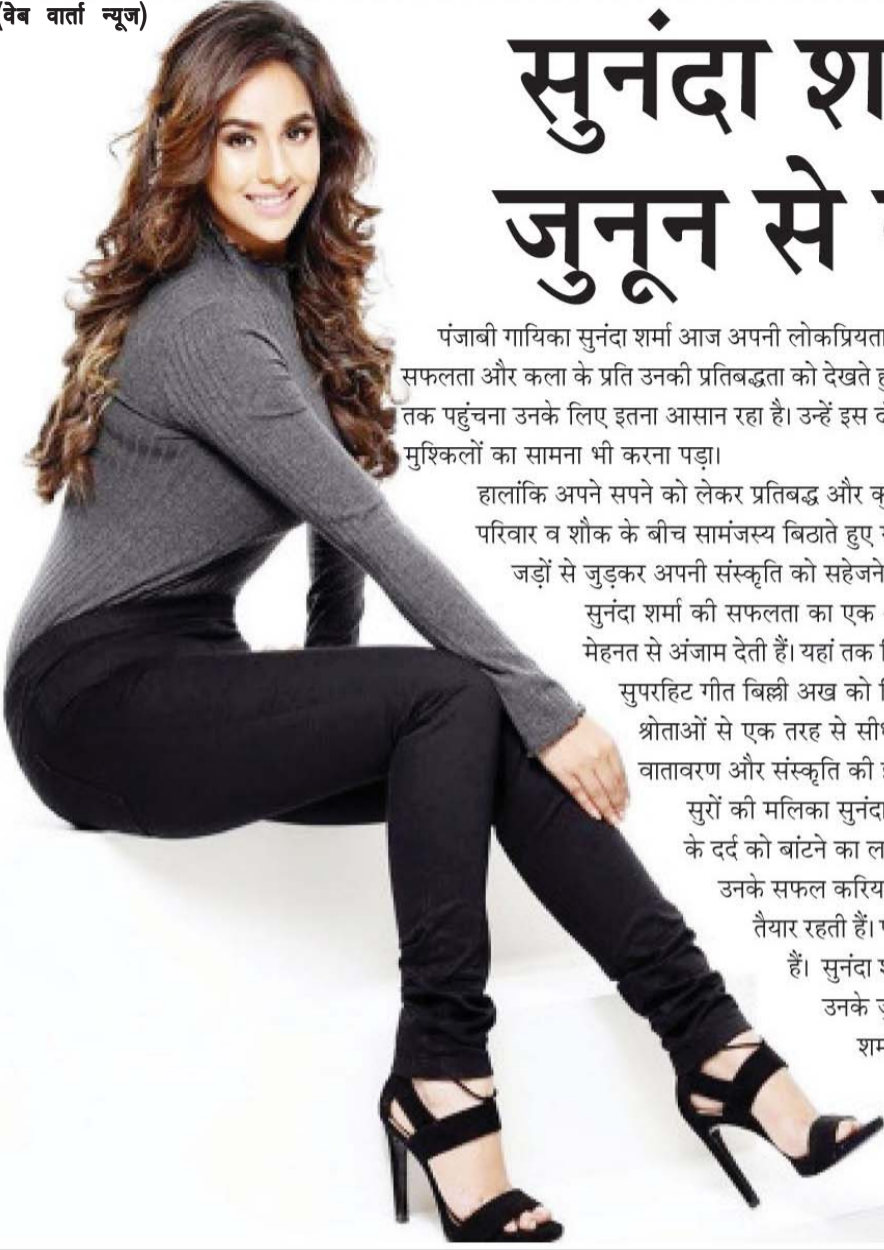 (वेब वार्ता न्यूज)
सुनंदा
जुनून से
पंजाबी गायिका सुनंदा शर्मा आज अपनी लोकप्रियता
सफलता और कला के प्रति उनकी प्रतिबद्धता को देखते
तक पहुंचना उनके लिए इतना आसान रहा है। उन्हें इस
मुश्किलों का सामना भी करना पड़ा।
हालांकि अपने सपने को लेकर प्रतिबद्ध और
परिवार व शौक के बीच सामंजस्य बिठाते हुए
जड़ों से जुड़कर अपनी संस्कृति को सहेजने
सुनंदा शर्मा की सफलता का एक
मेहनत से अंजाम देती हैं। यहां तक
सुपरहिट गीत बिल्ली अख को
श्रोताओं से एक तरह से
वातावरण और संस्कृति की
सुरों की मलिका सुनंदा
के दर्द को बांटने का
उनके सफल
तैयार रहती हैं।
हैं। सुनंदा
उनके